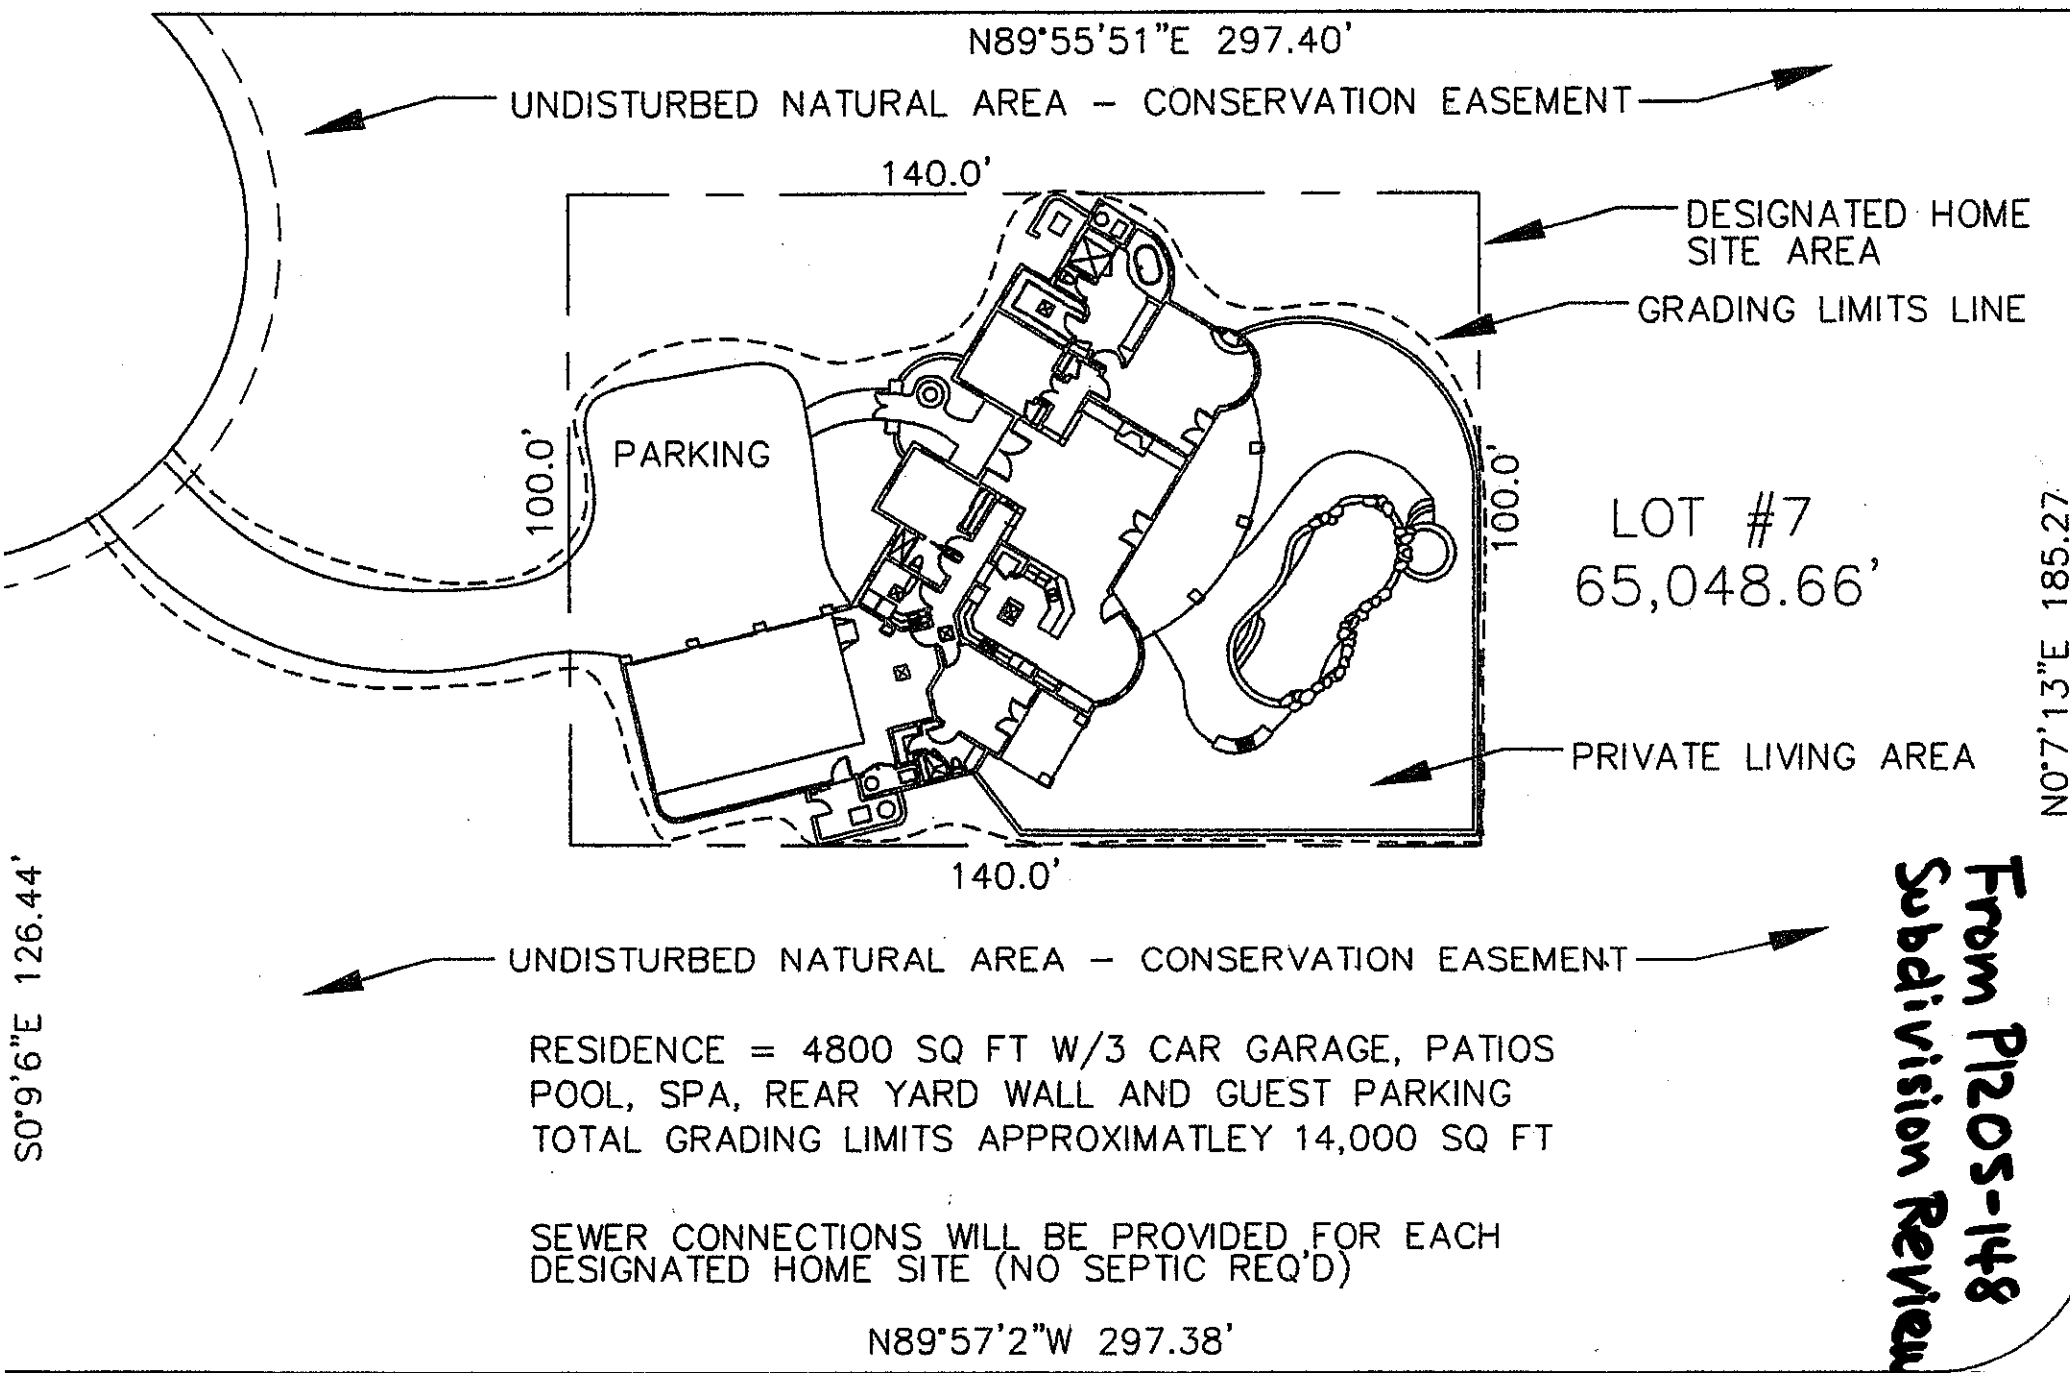 N89°55'51"E 297.40'
UNDISTURBED NATURAL AREA – CONSERVATION EASEMENT
140.0'
DESIGNATED HOME
SITE AREA
GRADING LIMITS LINE
PARKING
100.0'
100.0'
LOT #7
65,048.66'
N0°7'13"E 185.27'
PRIVATE LIVING AREA
140.0'
S0°9'6"E 126.44'
UNDISTURBED NATURAL AREA – CONSERVATION EASEMENT
RESIDENCE = 4800 SQ FT W/3 CAR GARAGE, PATIOS
POOL, SPA, REAR YARD WALL AND GUEST PARKING
TOTAL GRADING LIMITS APPROXIMATLEY 14,000 SQ FT
SEWER CONNECTIONS WILL BE PROVIDED FOR EACH
DESIGNATED HOME SITE (NO SEPTIC REQ'D)
N89°57'2"W 297.38'
From P1205-148
Subdivision Review